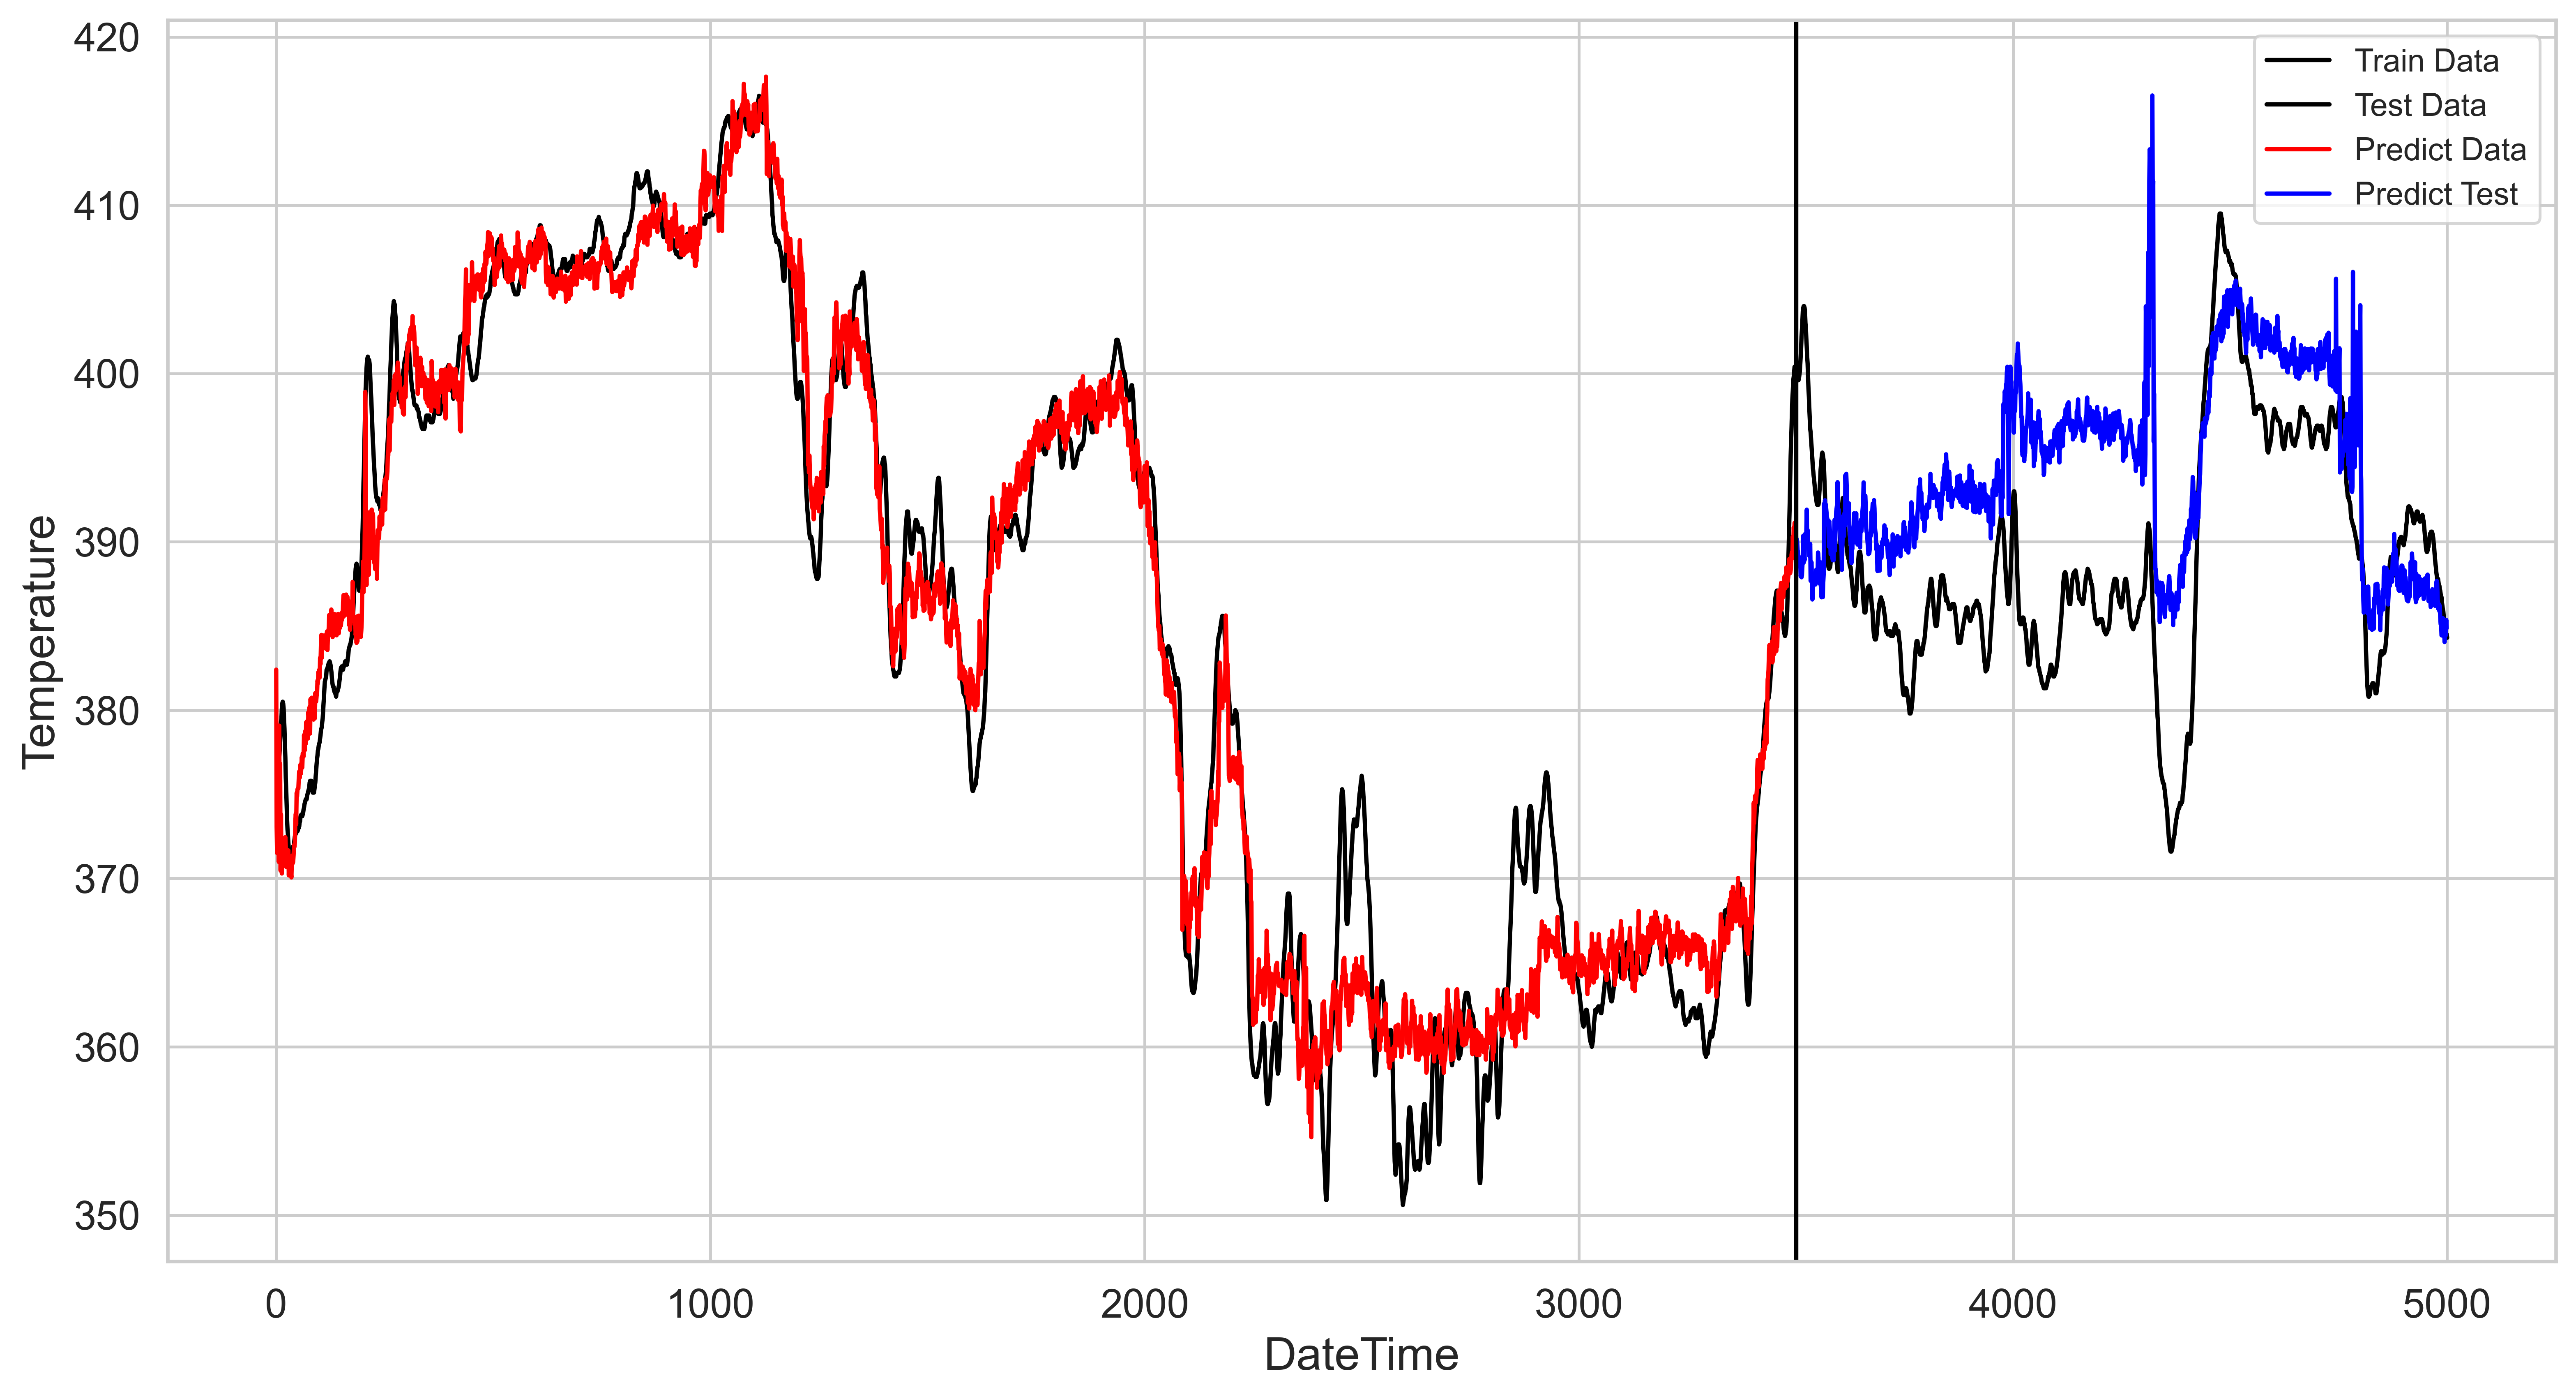 420
410
400
390
380
370
360
350
Temperature
0
1000
2000
3000
4000
5000
DateTime
Train Data
Test Data
Predict Data
Predict Test